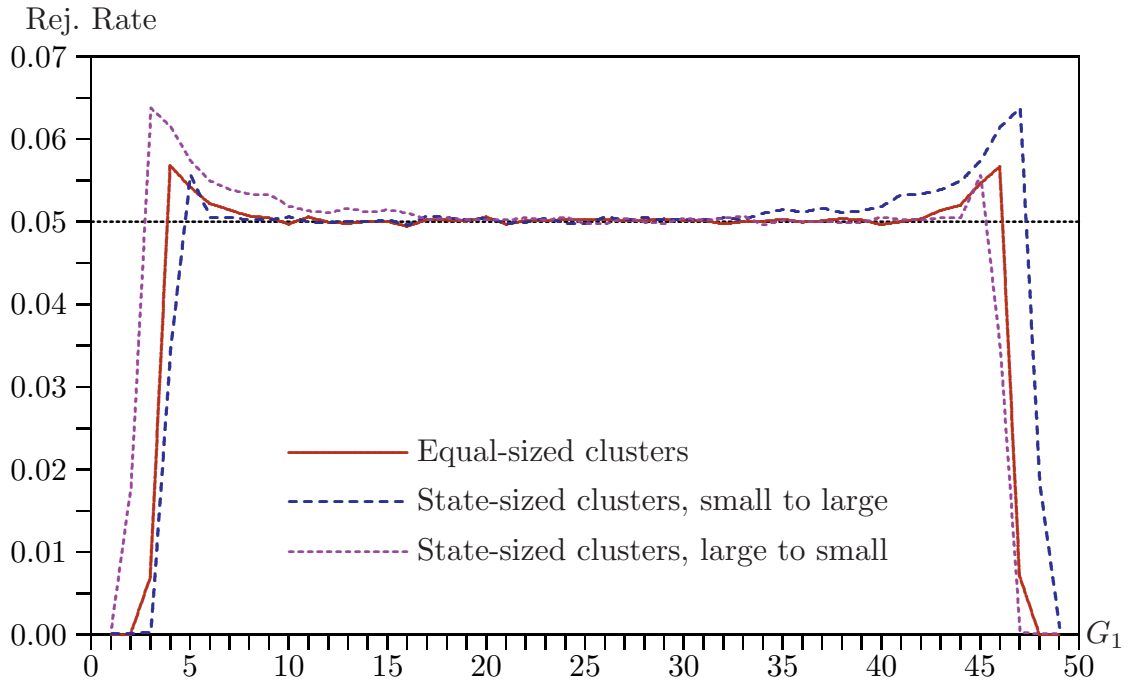 Rej. Rate
0.07
0.06
0.05
0.04
0.03
0.02
0.01
0.00
Equal-sized clusters
State-sized clusters, small to large
State-sized clusters, large to small
0 5 10 15 20 25 30 35 40 45 50
G₁